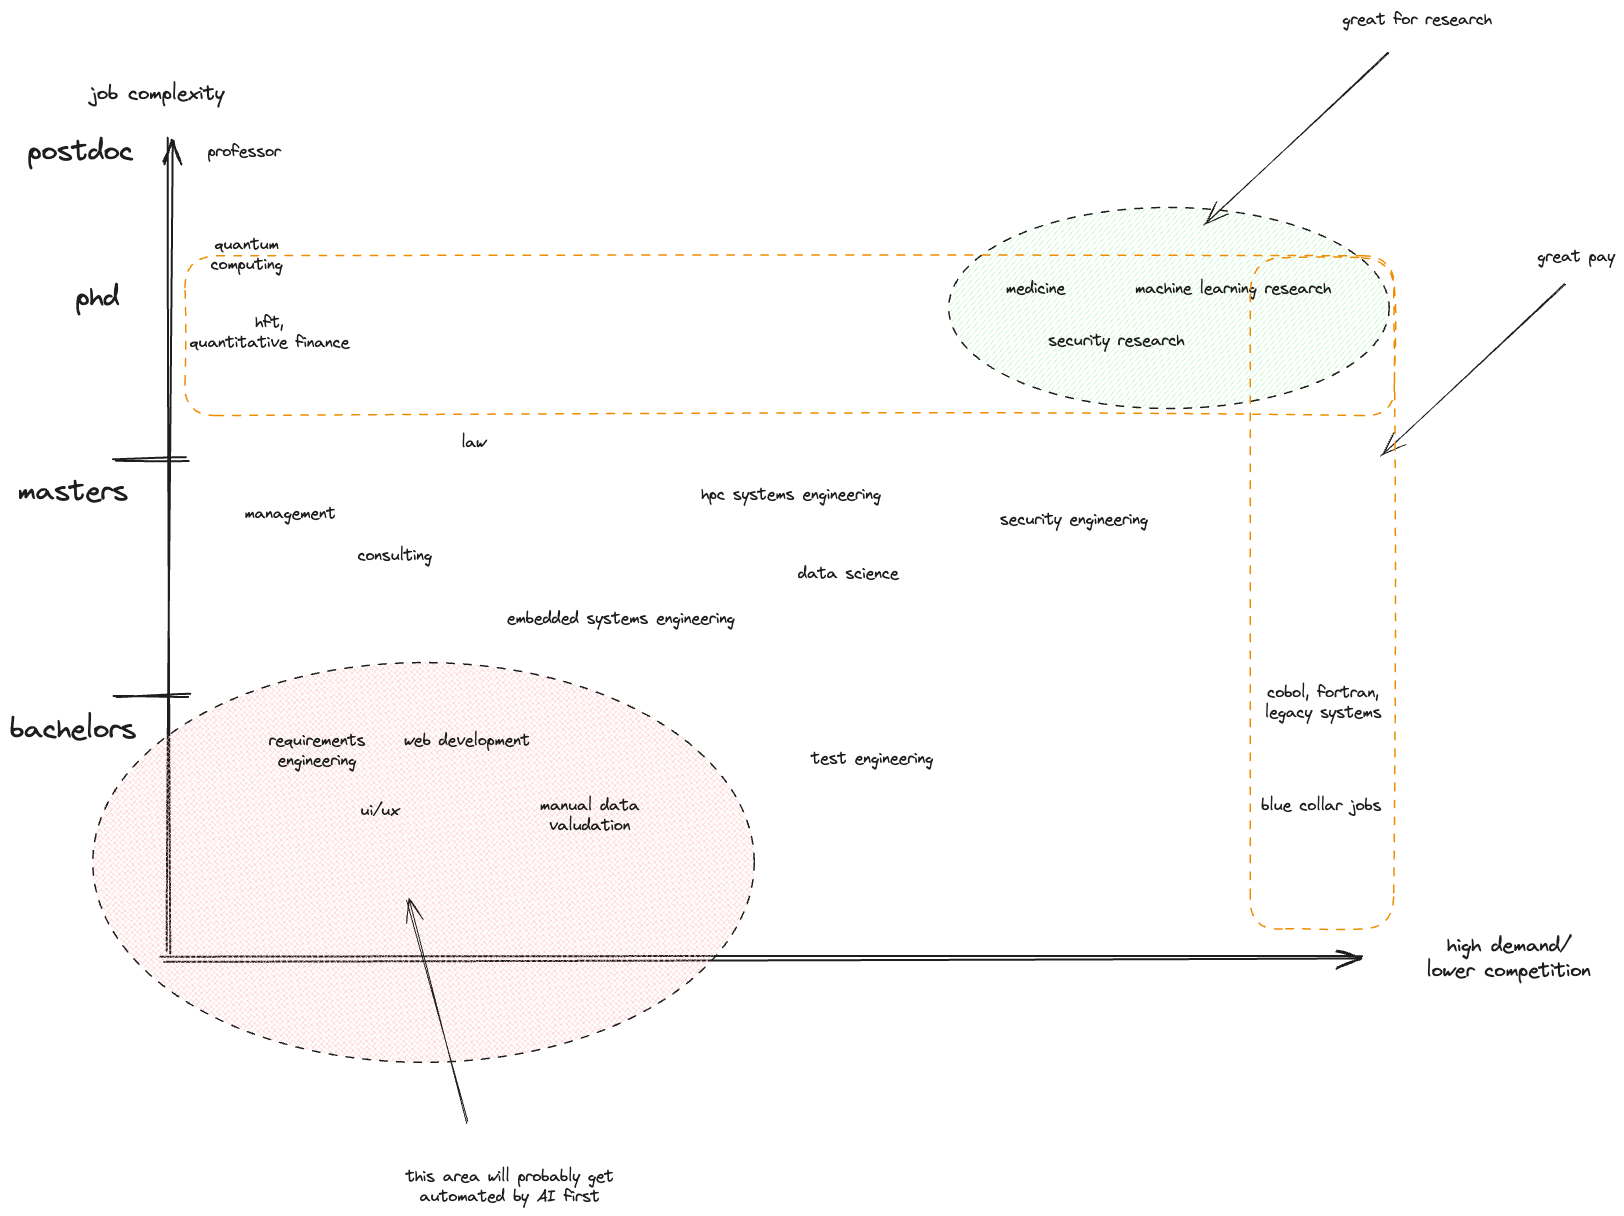 great for research
job complexity
postdoc
professor
quantum
computing
great pay
phd
medicine
machine learning research
hft,
quantitative finance
security research
law
masters
hpc systems engineering
management
security engineering
consulting
data science
embedded systems engineering
cobol, fortran,
legacy systems
bachelors
requirements
engineering
web development
test engineering
ui/ux
manual data
valudation
blue collar jobs
high demand/
lower competition
this area will probably get
automated by AI first